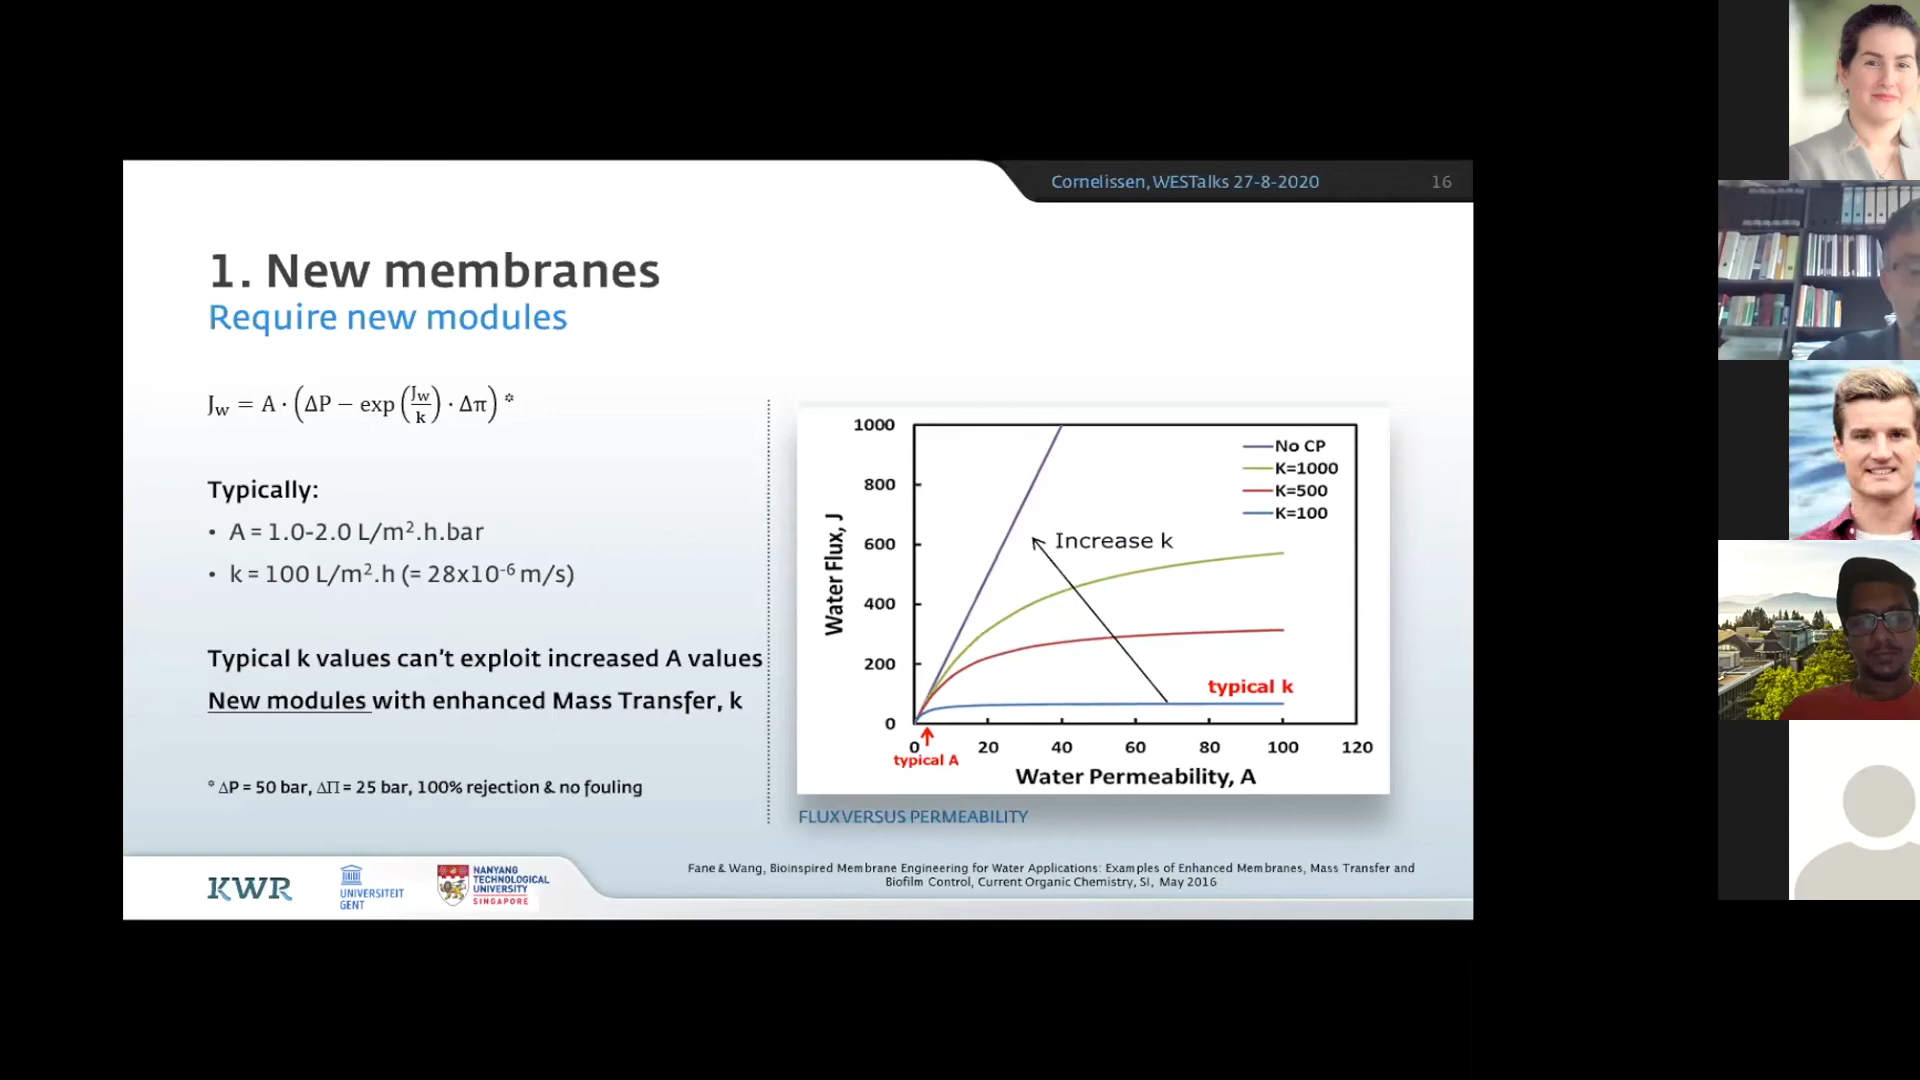 Cornelissen, WESTalks 27-8-2020 16
1. New membranes
Require new modules
Jw = A · (ΔP − exp (Jw/k) · Δπ) *
Typically:
• A = 1.0-2.0 L/m².h.bar
• k = 100 L/m².h (= 28x10⁻⁶ m/s)
Typical k values can't exploit increased A values
New modules with enhanced Mass Transfer, k
* ΔP = 50 bar, ΔΠ = 25 bar, 100% rejection & no fouling
1000
800
600
400
200
0
Water Flux, J
No CP
K=1000
K=500
K=100
Increase k
typical k
0 20 40 60 80 100 120
typical A
Water Permeability, A
FLUX VERSUS PERMEABILITY
KWR
UNIVERSITEIT
GENT
NANYANG
TECHNOLOGICAL
UNIVERSITY
SINGAPORE
Fane & Wang, Bioinspired Membrane Engineering for Water Applications: Examples of Enhanced Membranes, Mass Transfer and
Biofilm Control, Current Organic Chemistry, SI, May 2016